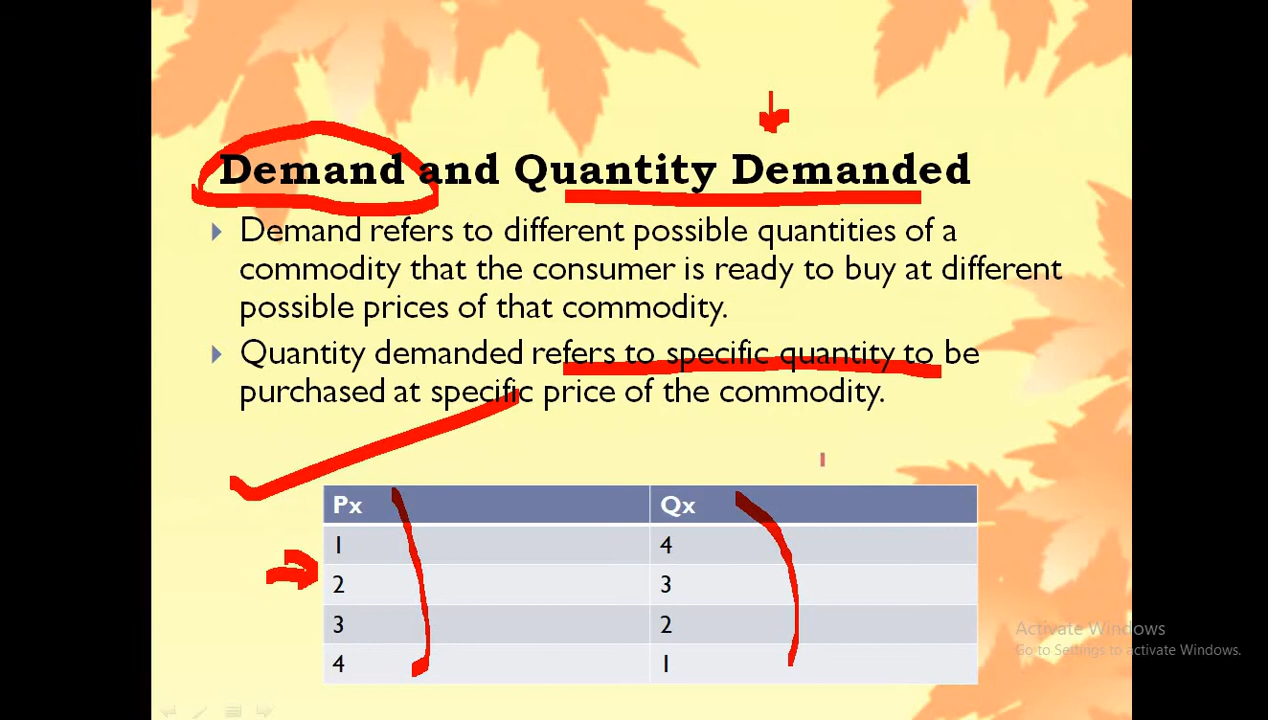 Demand and Quantity Demanded
Demand refers to different possible quantities of a
commodity that the consumer is ready to buy at different
possible prices of that commodity.
Quantity demanded refers to specific quantity to be
purchased at specific price of the commodity.
Px Qx
1 4
2 3
3 2
4 1
Activate Windows
Go to Settings to activate Windows.